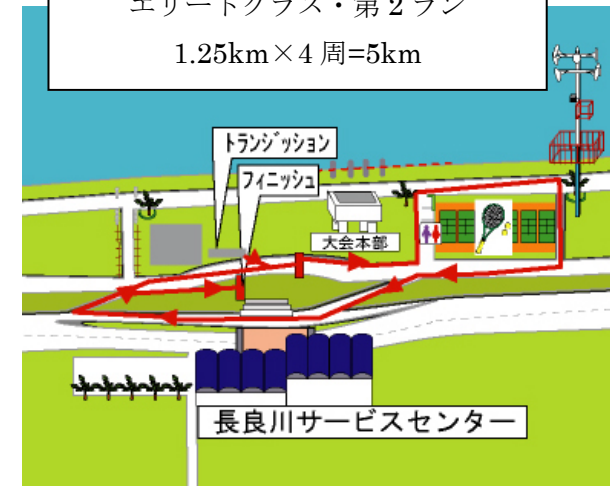 エリートクラス・第2ラン
1.25km×4周=5km
トランジッション
フィニッシュ
大会本部
長良川サービスセンター